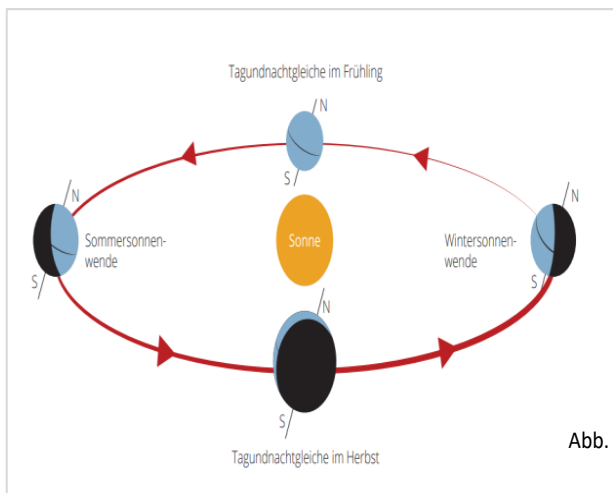 Tagundnachtgleiche im Frühling
N
S
N
Sommersonnen-
wende
S
Sonne
Wintersonnen-
wende
N
S
N
S
Tagundnachtgleiche im Herbst
Abb.